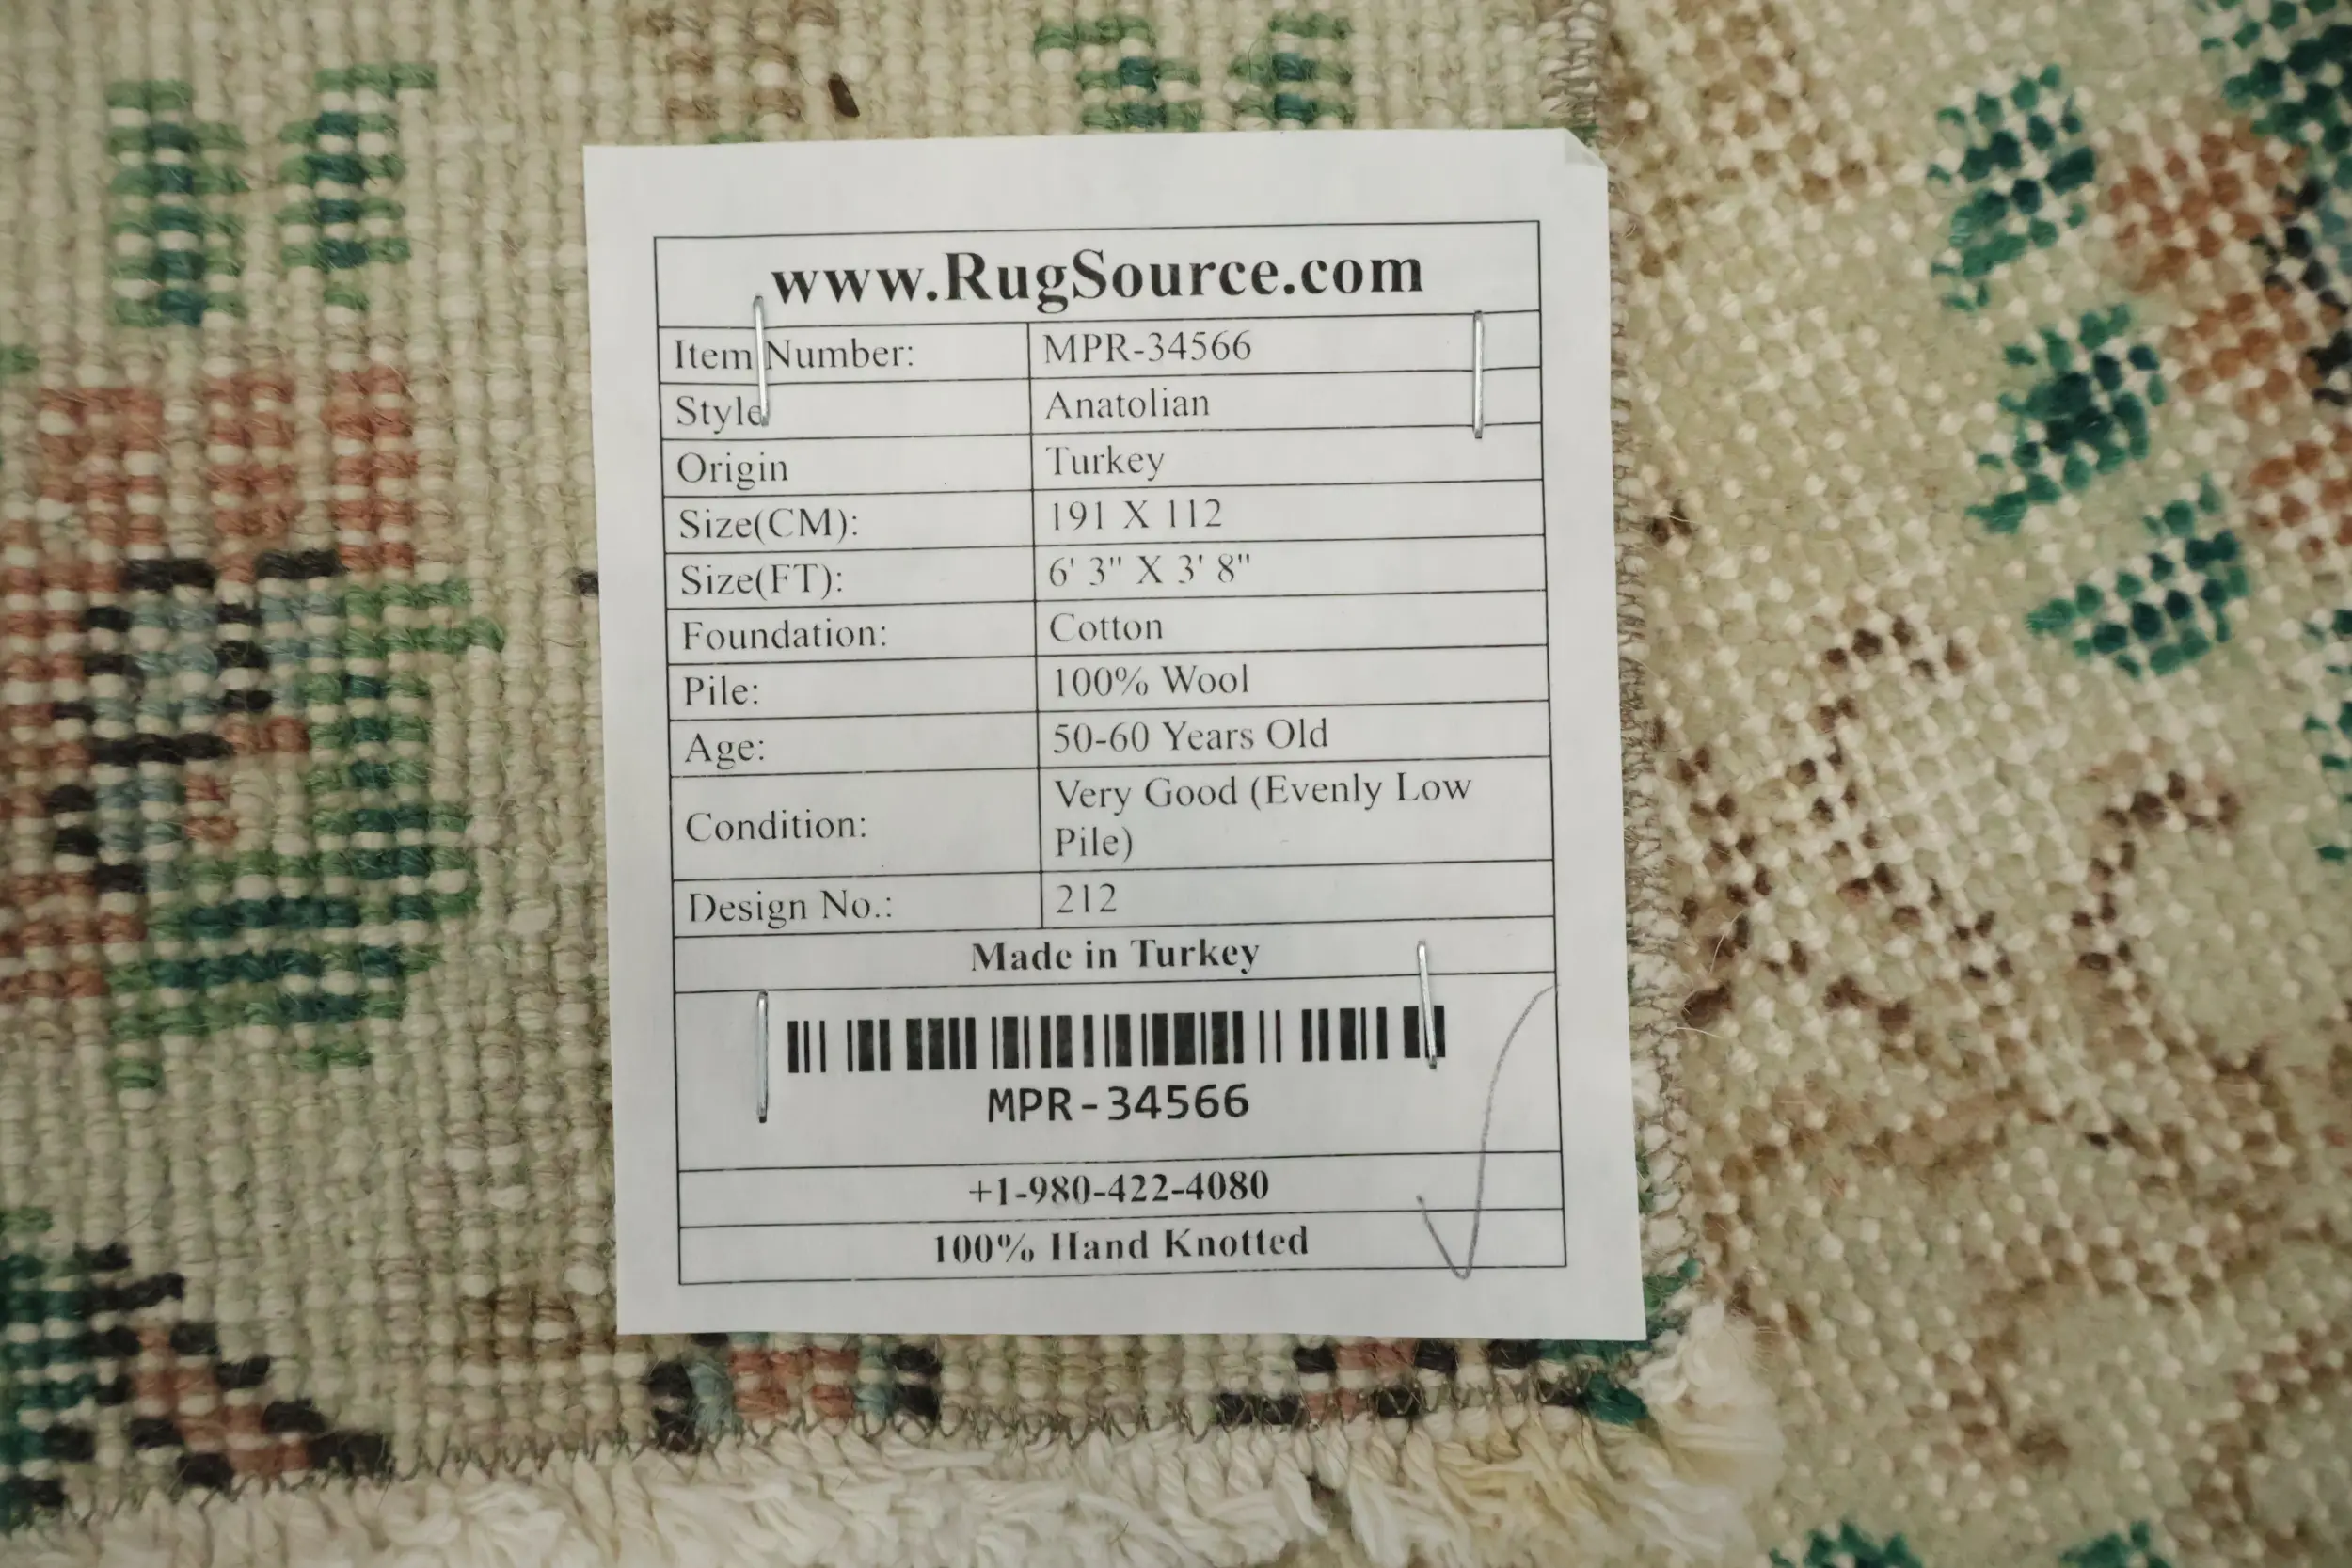 www.RugSource.com
Item Number: MPR-34566
Style Anatolian
Origin Turkey
Size(CM): 191 X 112
Size(FT): 6' 3" X 3' 8"
Foundation: Cotton
Pile: 100% Wool
Age: 50-60 Years Old
Condition: Very Good (Evenly Low
Pile)
Design No.: 212
Made in Turkey
MPR-34566
+1-980-422-4080
100% Hand Knotted